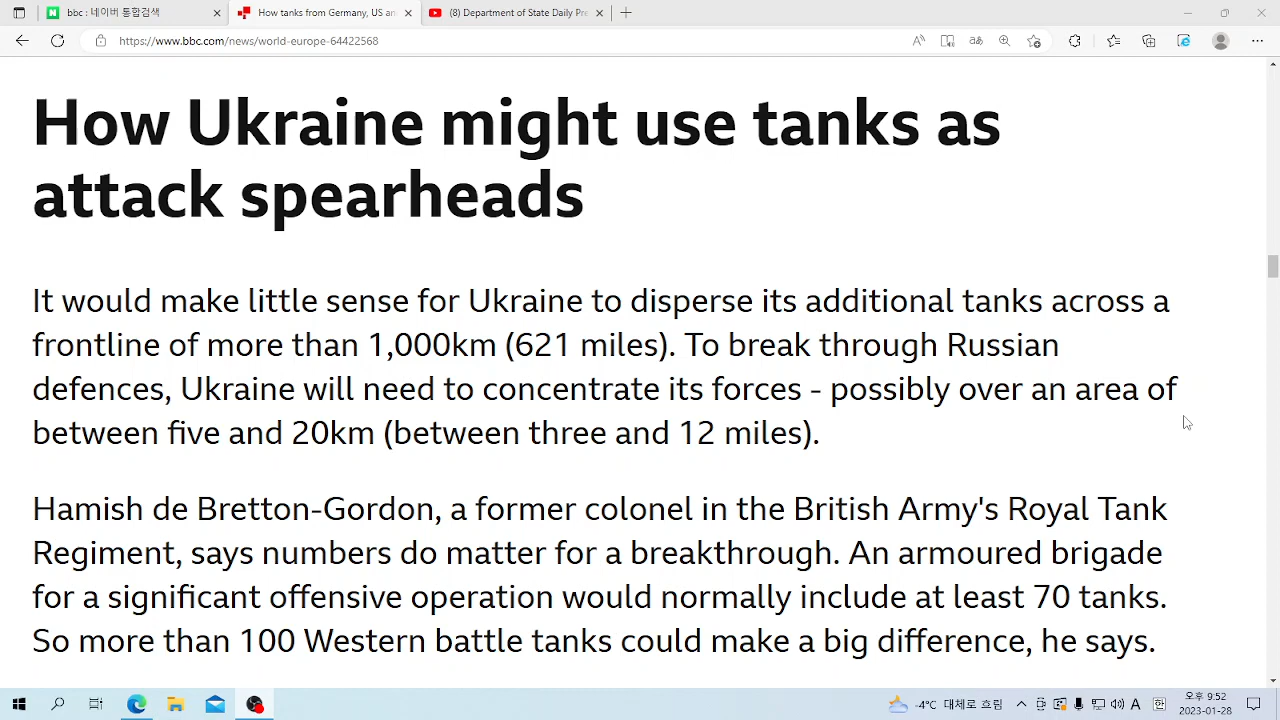 bbc : 네이버 통합검색
How tanks from Germany, US an
(8) Department of State Daily Pre
https://www.bbc.com/news/world-europe-64422568
How Ukraine might use tanks as
attack spearheads
It would make little sense for Ukraine to disperse its additional tanks across a
frontline of more than 1,000km (621 miles). To break through Russian
defences, Ukraine will need to concentrate its forces - possibly over an area of
between five and 20km (between three and 12 miles).
Hamish de Bretton-Gordon, a former colonel in the British Army's Royal Tank
Regiment, says numbers do matter for a breakthrough. An armoured brigade
for a significant offensive operation would normally include at least 70 tanks.
So more than 100 Western battle tanks could make a big difference, he says.
-4°C 대체로 흐림
A
한
오후 9:52
2023-01-28